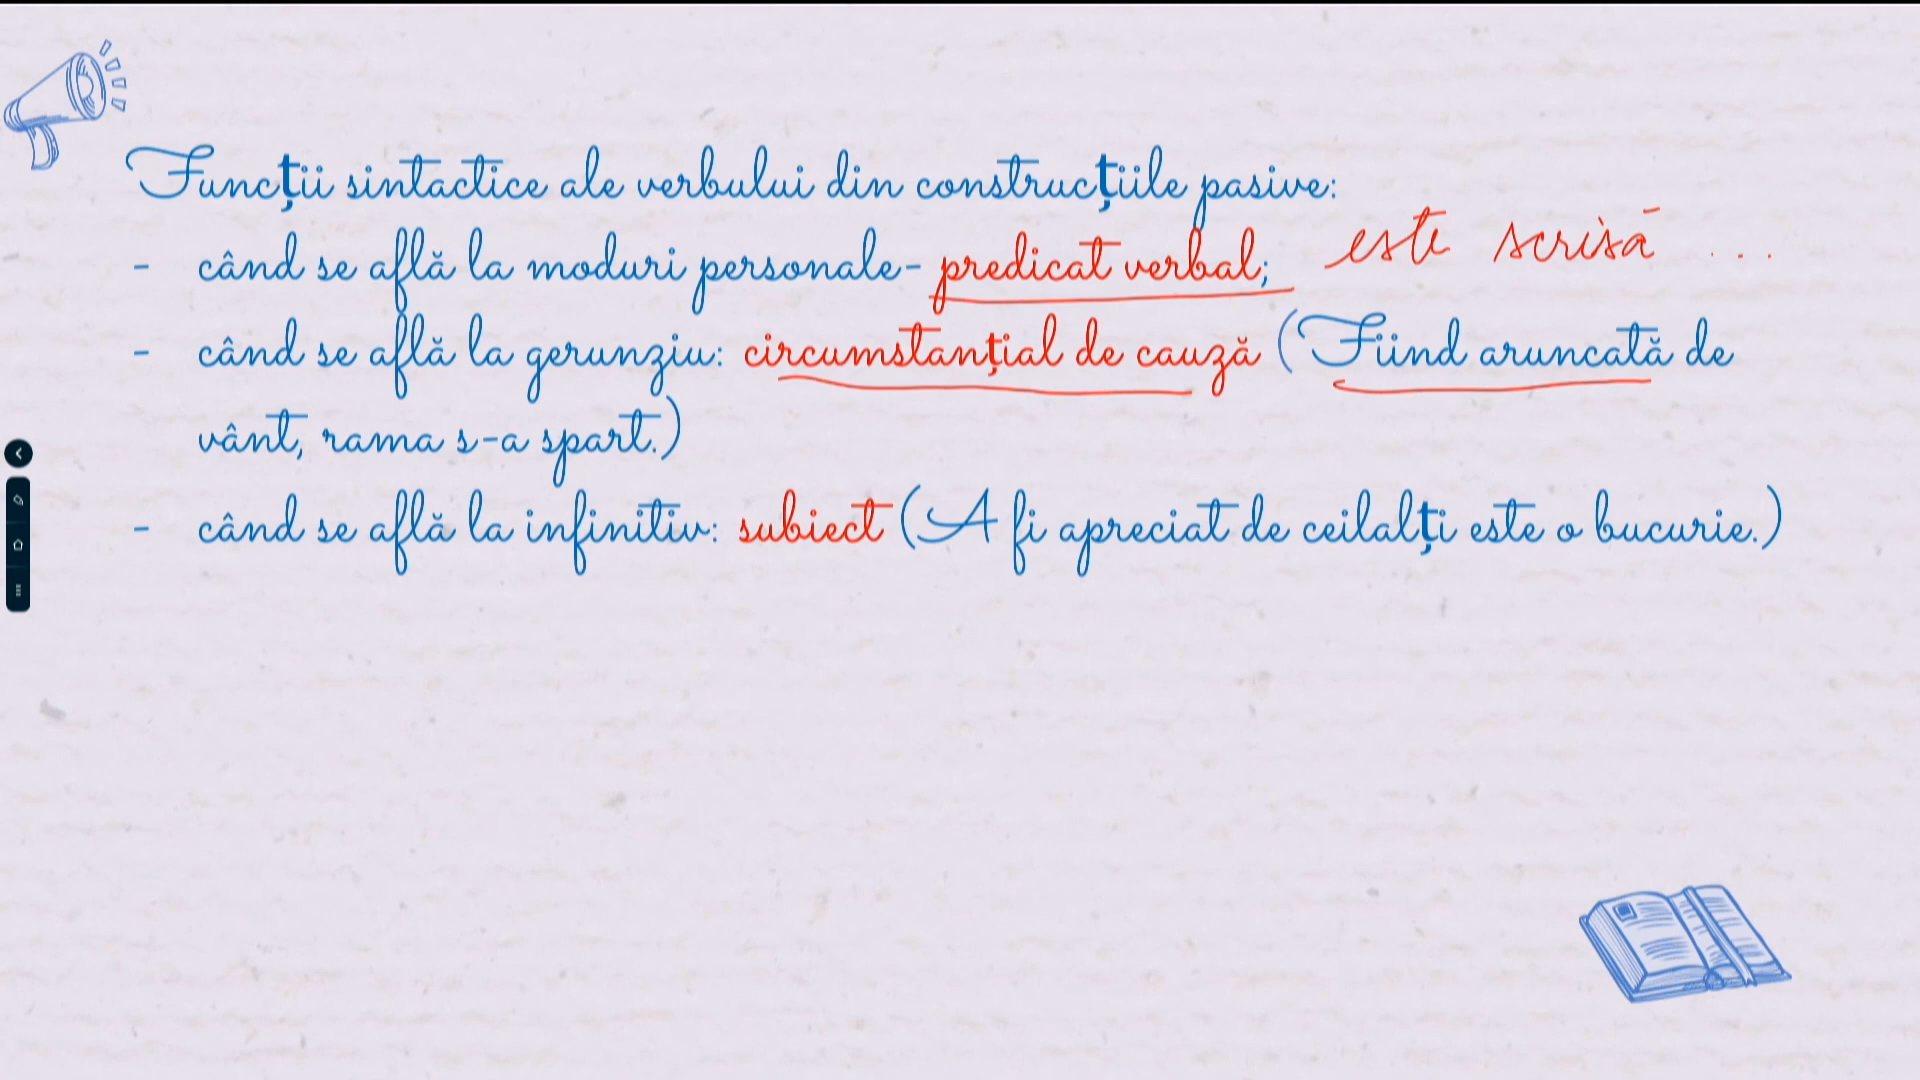 Funcții sintactice ale verbului din construcțiile pasive:
- când se află la moduri personale- predicat verbal; este scrisă ...
- când se află la gerunziu: circumstanțial de cauză (Fiind aruncată de
vânt, rama s-a spart.)
- când se află la infinitiv: subiect (A fi apreciat de ceilalți este o bucurie.)